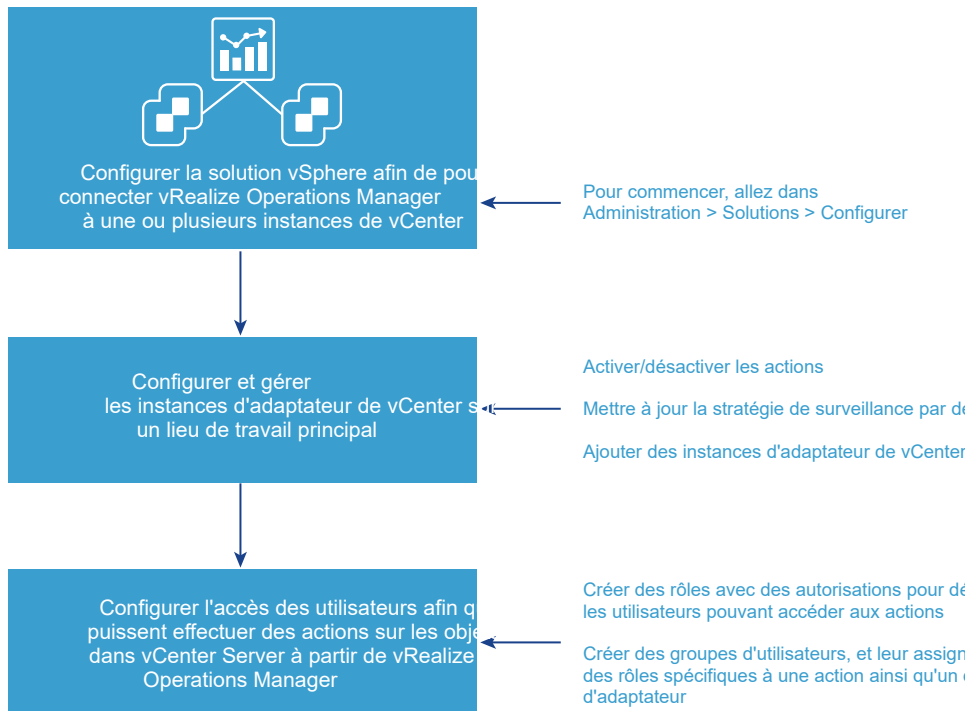 Configurer la solution vSphere afin de pou
connecter vRealize Operations Manager
à une ou plusieurs instances de vCenter
Pour commencer, allez dans
Administration > Solutions > Configurer
Configurer et gérer
les instances d'adaptateur de vCenter s
un lieu de travail principal
Activer/désactiver les actions
Mettre à jour la stratégie de surveillance par dé
Ajouter des instances d'adaptateur de vCenter
Configurer l'accès des utilisateurs afin q
puissent effectuer des actions sur les obje
dans vCenter Server à partir de vRealize
Operations Manager
Créer des rôles avec des autorisations pour dé
les utilisateurs pouvant accéder aux actions
Créer des groupes d'utilisateurs, et leur assign
des rôles spécifiques à une action ainsi qu'un
d'adaptateur